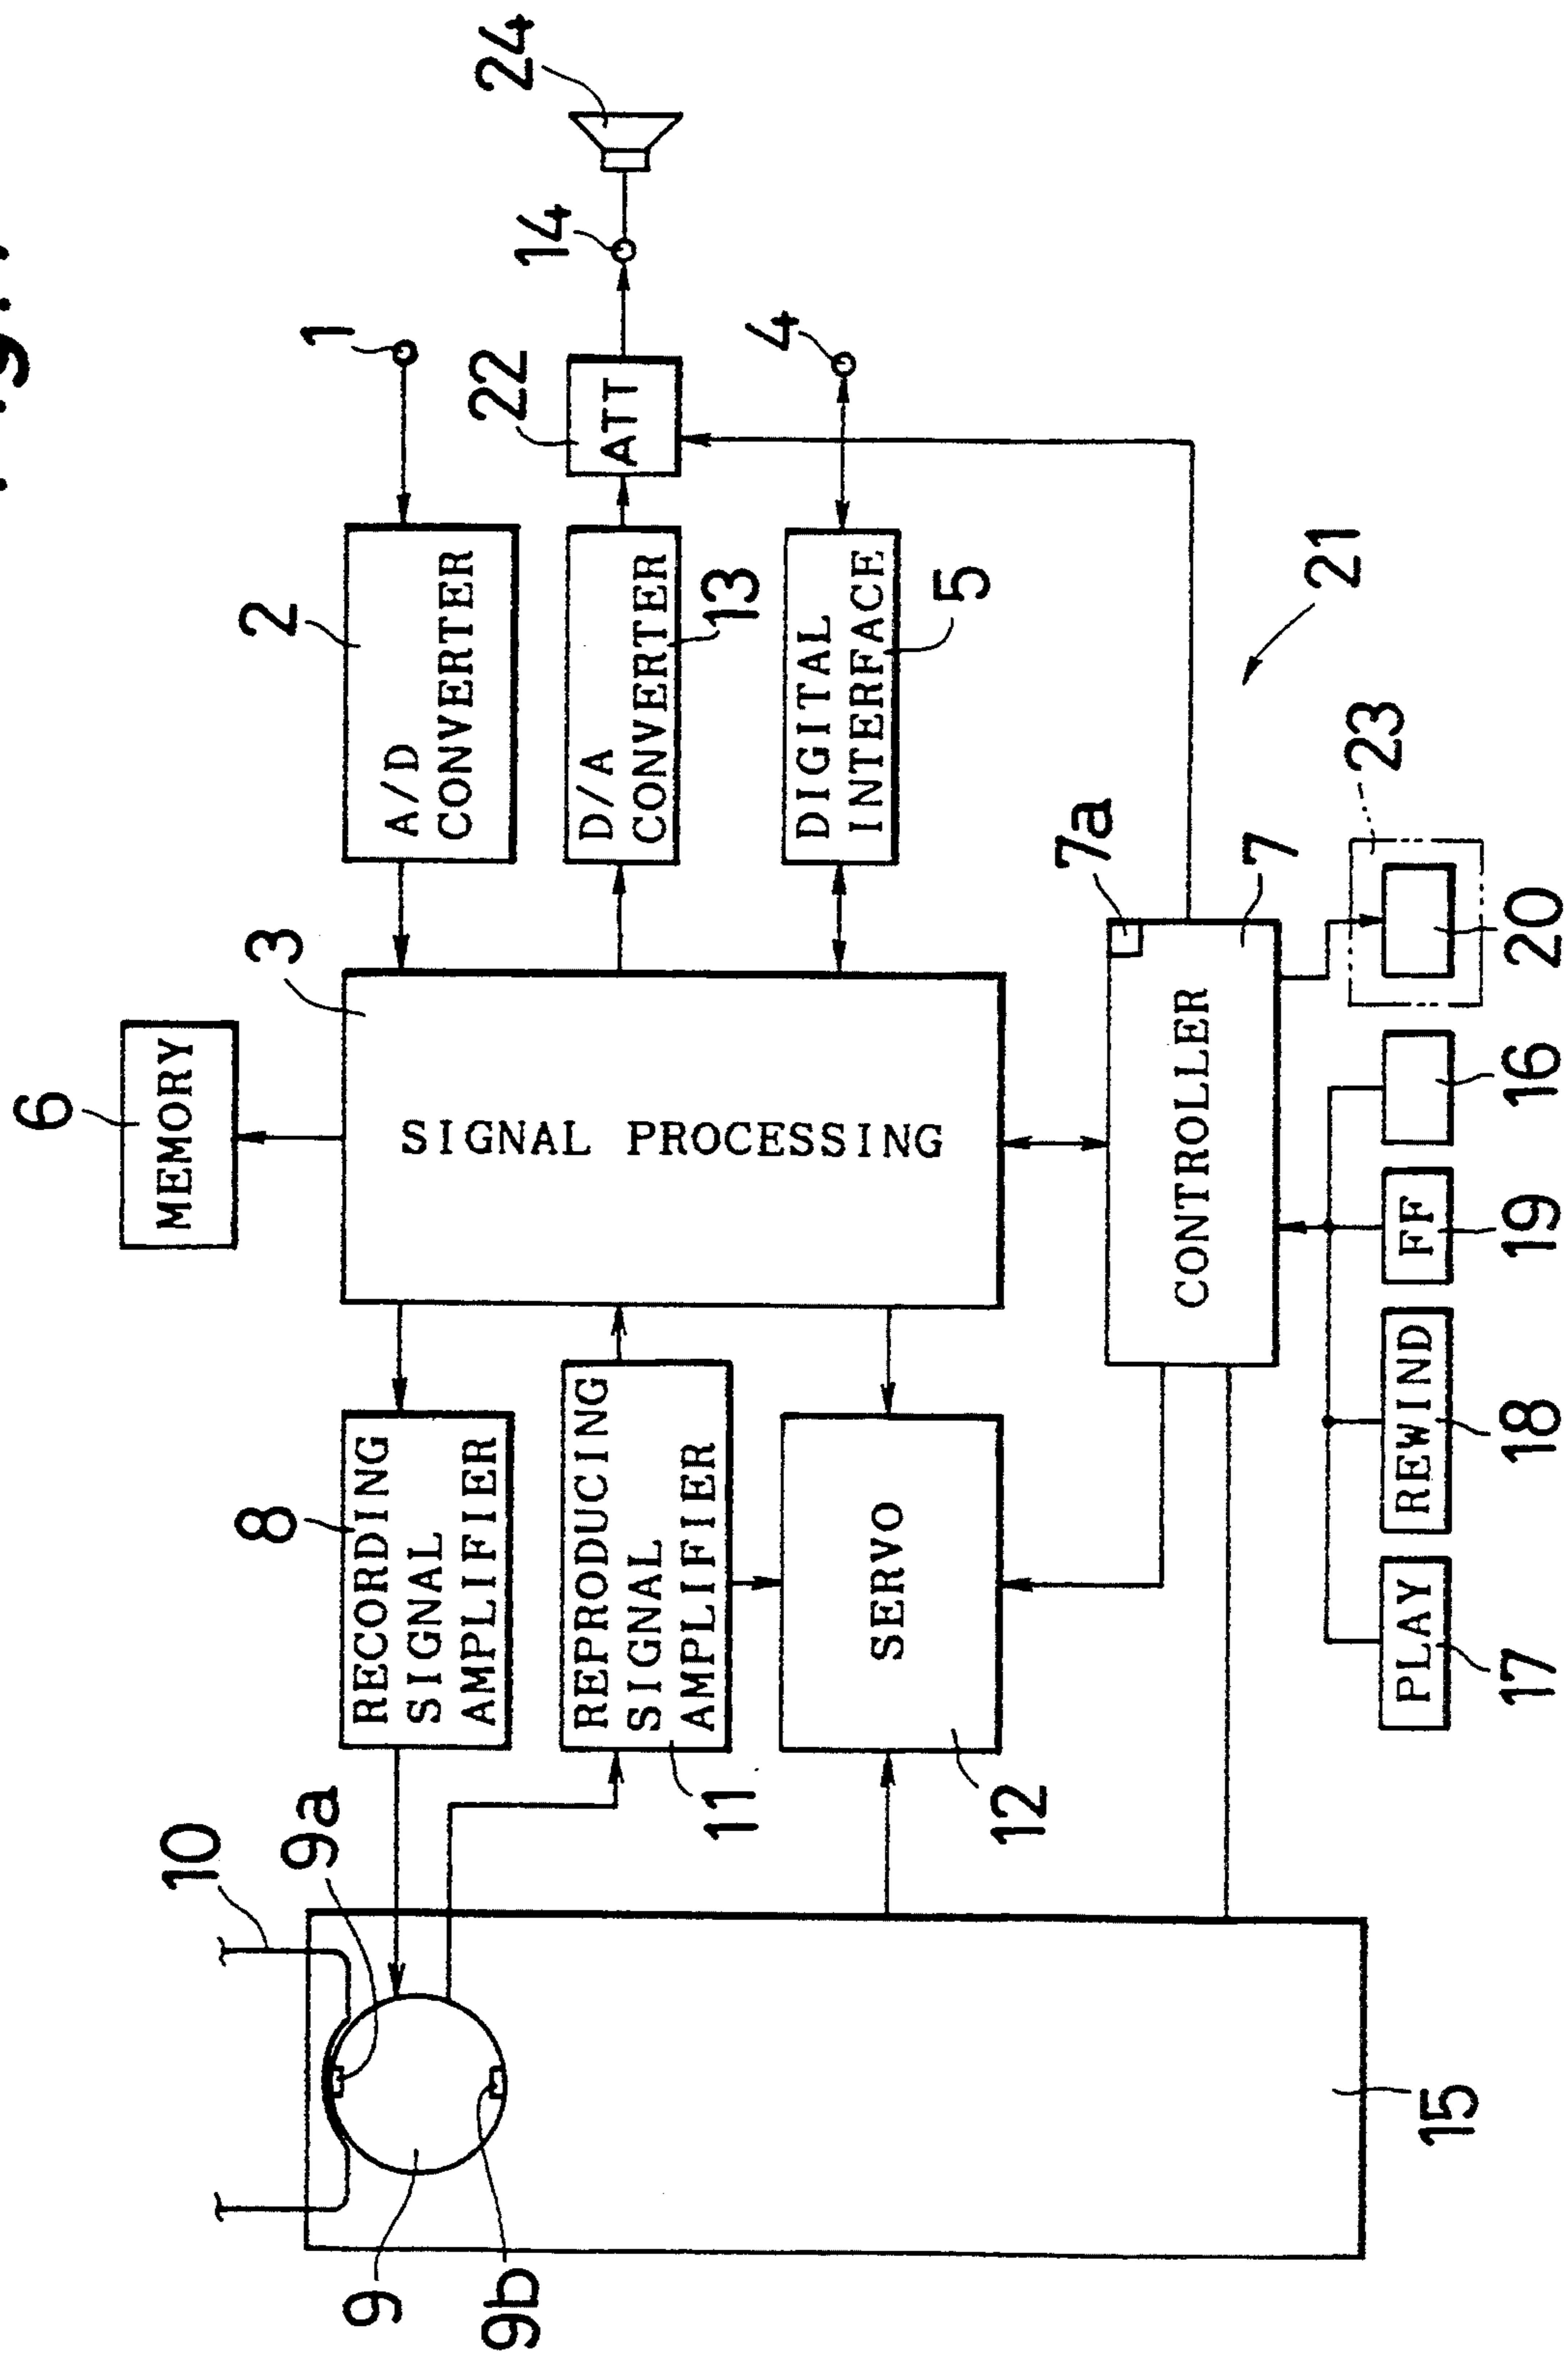 6
MEMORY
3
SIGNAL PROCESSING
2
A/D
CONVERTER
1
D/A
CONVERTER
13
22
ATT
14
24
DIGITAL
INTERFACE
5
4
8
RECORDING
SIGNAL
AMPLIFIER
REPRODUCING
SIGNAL
AMPLIFIER
11
SERVO
12
10
9a
9
9b
15
7a
CONTROLLER
7
21
23
PLAY
17
REWIND
18
FF
19
16
20